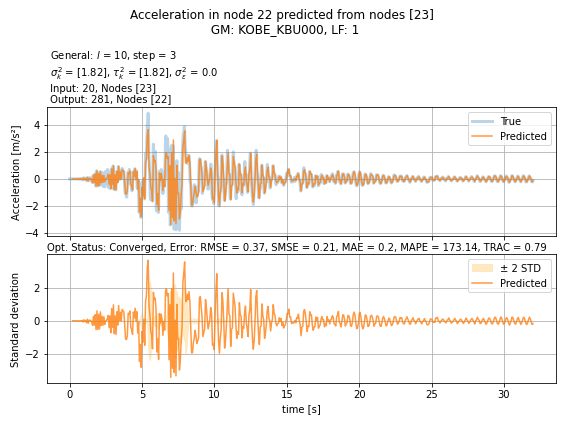 Acceleration in node 22 predicted from nodes [23]
GM: KOBE_KBU000, LF: 1
General: l = 10, step = 3
σ²ₖ = [1.82], τ²ₖ = [1.82], σ²ε = 0.0
Input: 20, Nodes [23]
Output: 281, Nodes [22]
Acceleration [m/s²]
4
2
0
−2
−4
True
Predicted
Opt. Status: Converged, Error: RMSE = 0.37, SMSE = 0.21, MAE = 0.2, MAPE = 173.14, TRAC = 0.79
Standard deviation
2
0
−2
± 2 STD
Predicted
0 5 10 15 20 25 30
time [s]